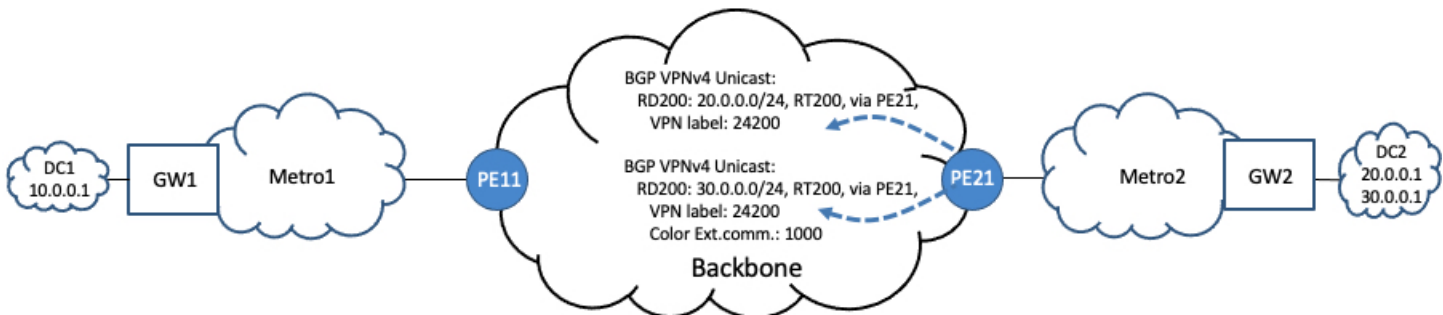 BGP VPNv4 Unicast:
RD200: 20.0.0.0/24, RT200, via PE21,
VPN label: 24200
BGP VPNv4 Unicast:
RD200: 30.0.0.0/24, RT200, via PE21,
VPN label: 24200
Color Ext.comm.: 1000
Backbone
DC1
10.0.0.1
GW1
Metro1
PE11
PE21
Metro2
GW2
DC2
20.0.0.1
30.0.0.1